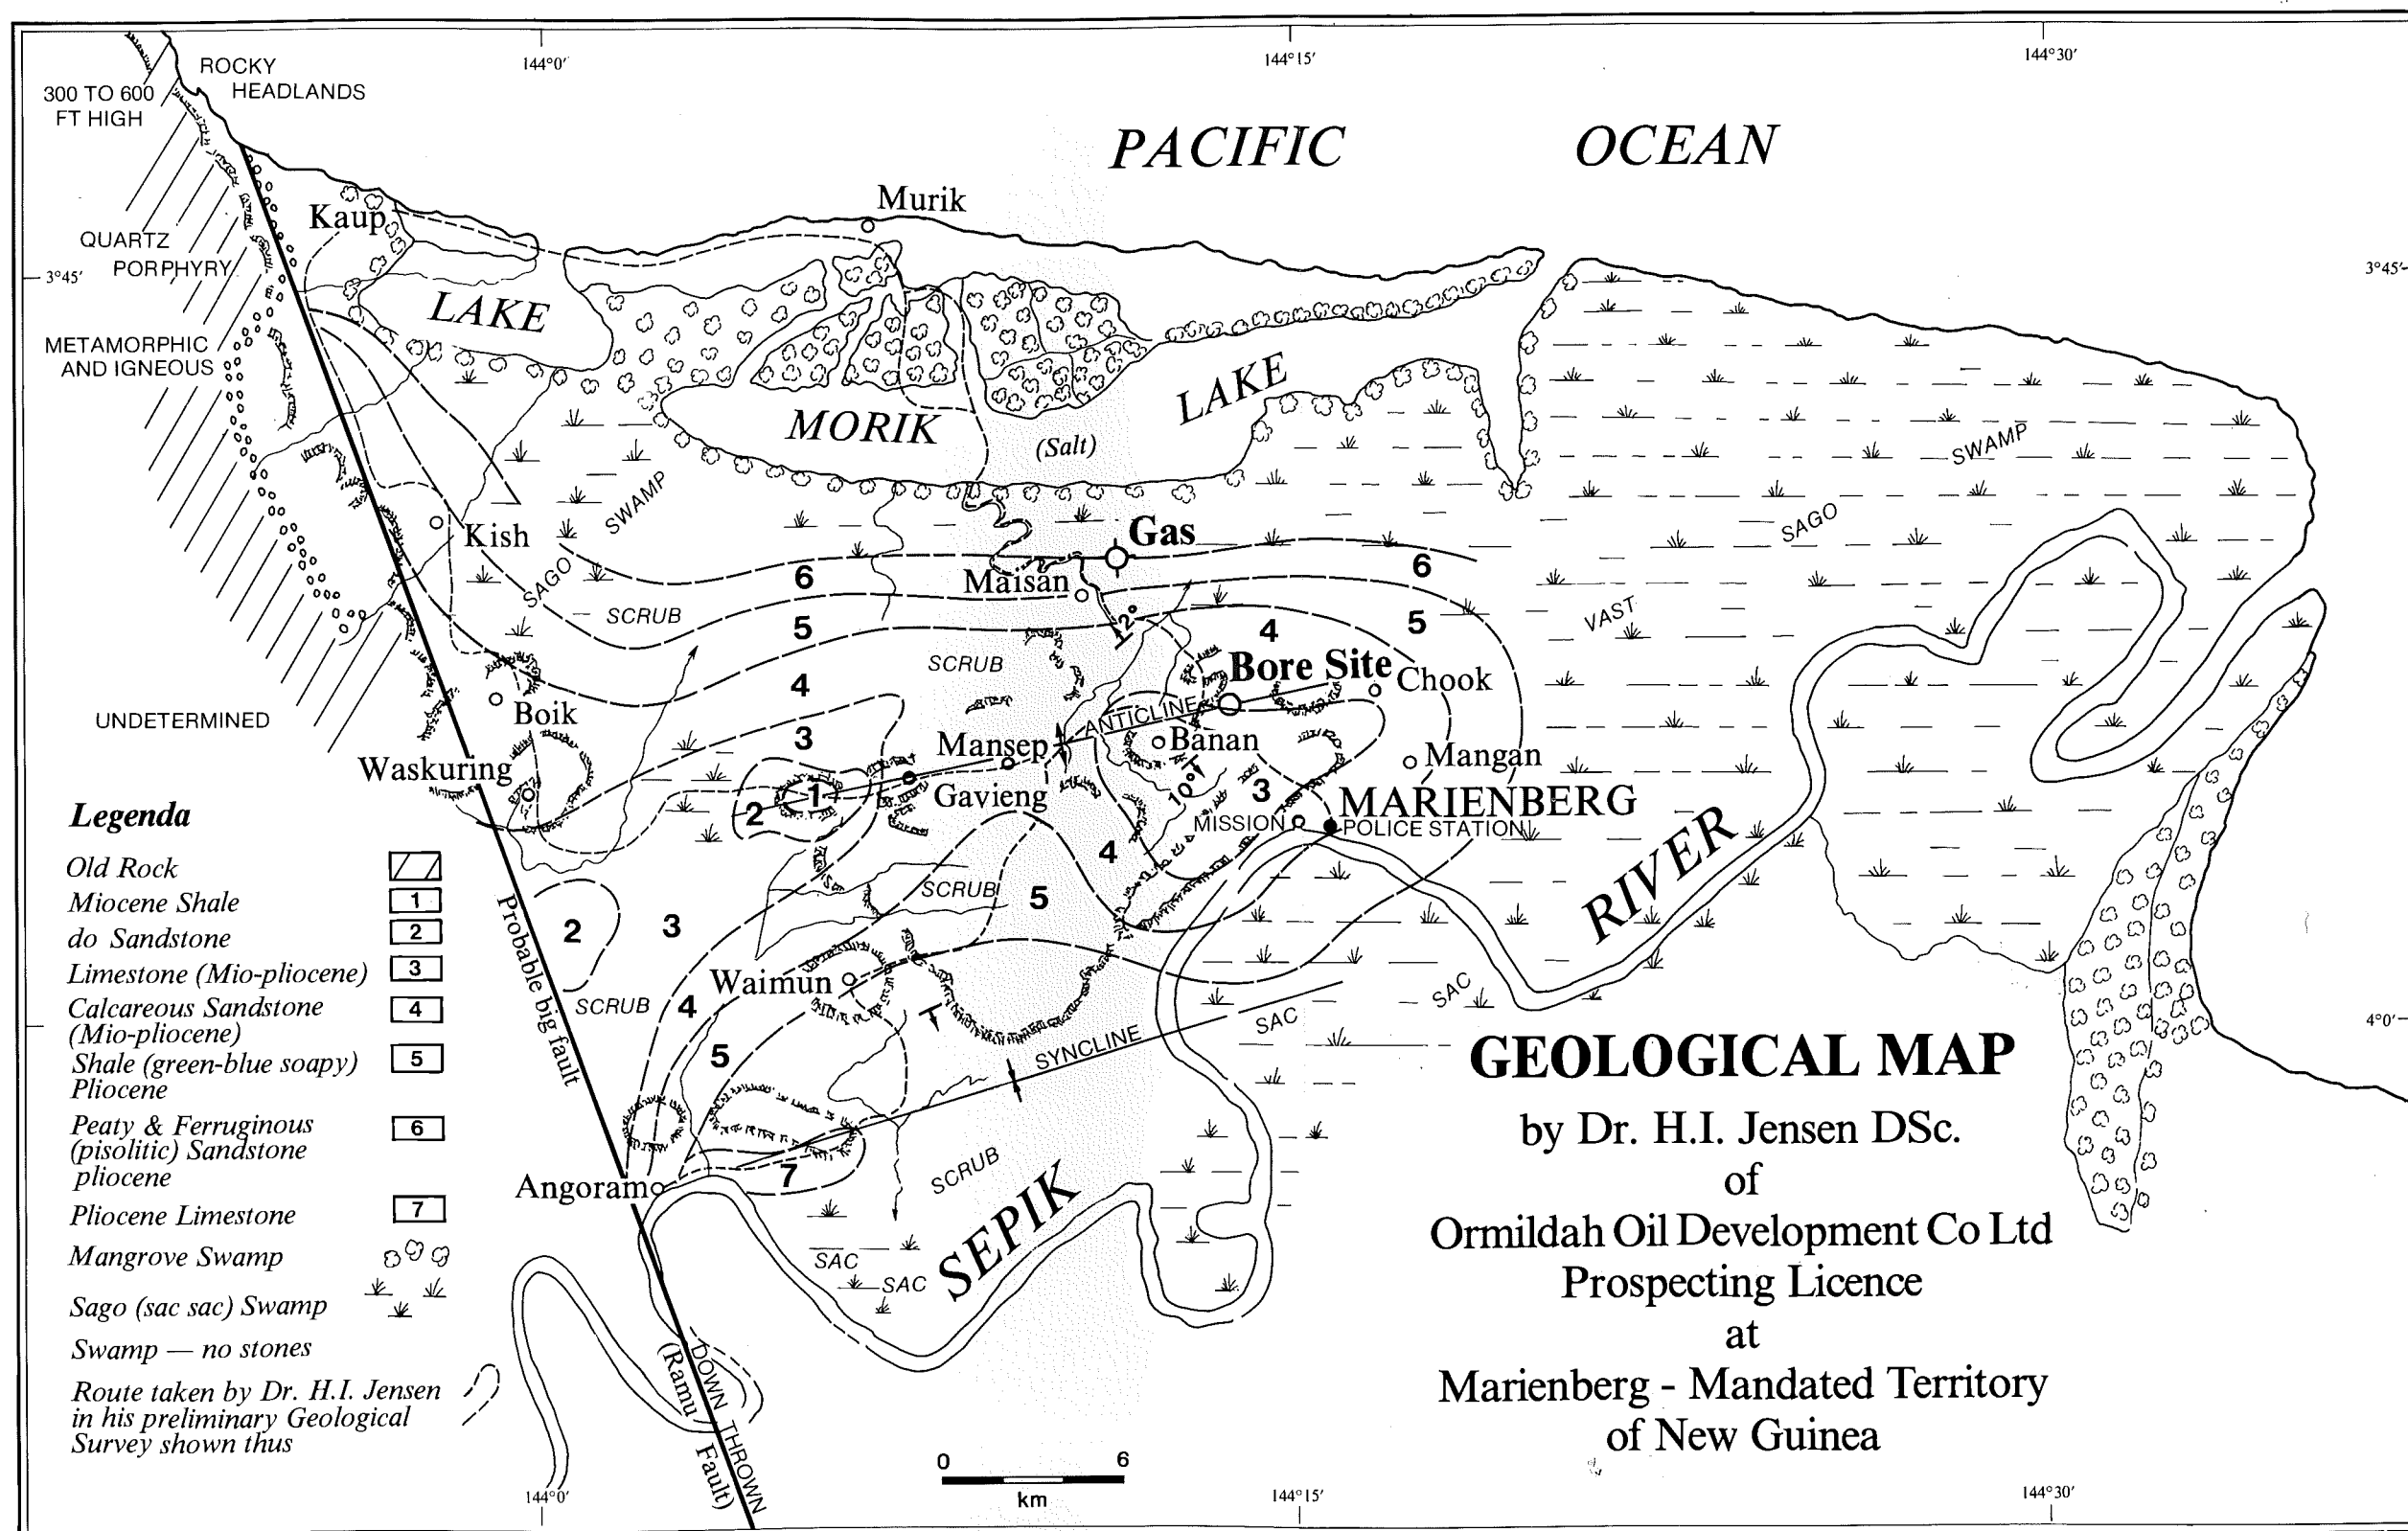 144°0′
144°15′
144°30′
ROCKY
HEADLANDS
300 TO 600
FT HIGH
PACIFIC OCEAN
Murik
Kaup
QUARTZ
PORPHYRY
3°45′
3°45′
LAKE
METAMORPHIC
AND IGNEOUS
LAKE
MORIK
(Salt)
SWAMP
SWAMP
SAGO
Kish
Gas
SAGO
6
6
Maisan
SCRUB
VAST
5
12°
4
5
SCRUB
Bore Site
Chook
4
UNDETERMINED
Boik
ANTICLINE
3
Mansep
Banan
Mangan
Waskuring
1
Gavieng
10°
3
MARIENBERG
2
MISSION
POLICE STATION
4
RIVER
SCRUB
5
Probable big fault
2
3
Waimun
SCRUB
4
SAC
SAC
4°0′
5
SYNCLINE
SCRUB
7
Angoram
SEPIK
SAC
SAC
(Ramu Fault)
DOWN THROWN
Legenda
Old Rock
Miocene Shale 1
do Sandstone 2
Limestone (Mio-pliocene) 3
Calcareous Sandstone 4
(Mio-pliocene)
Shale (green-blue soapy) 5
Pliocene
Peaty & Ferruginous 6
(pisolitic) Sandstone
pliocene
Pliocene Limestone 7
Mangrove Swamp
Sago (sac sac) Swamp
Swamp — no stones
Route taken by Dr. H.I. Jensen
in his preliminary Geological
Survey shown thus
GEOLOGICAL MAP
by Dr. H.I. Jensen DSc.
of
Ormildah Oil Development Co Ltd
Prospecting Licence
at
Marienberg - Mandated Territory
of New Guinea
0 6
km
144°0′
144°15′
144°30′